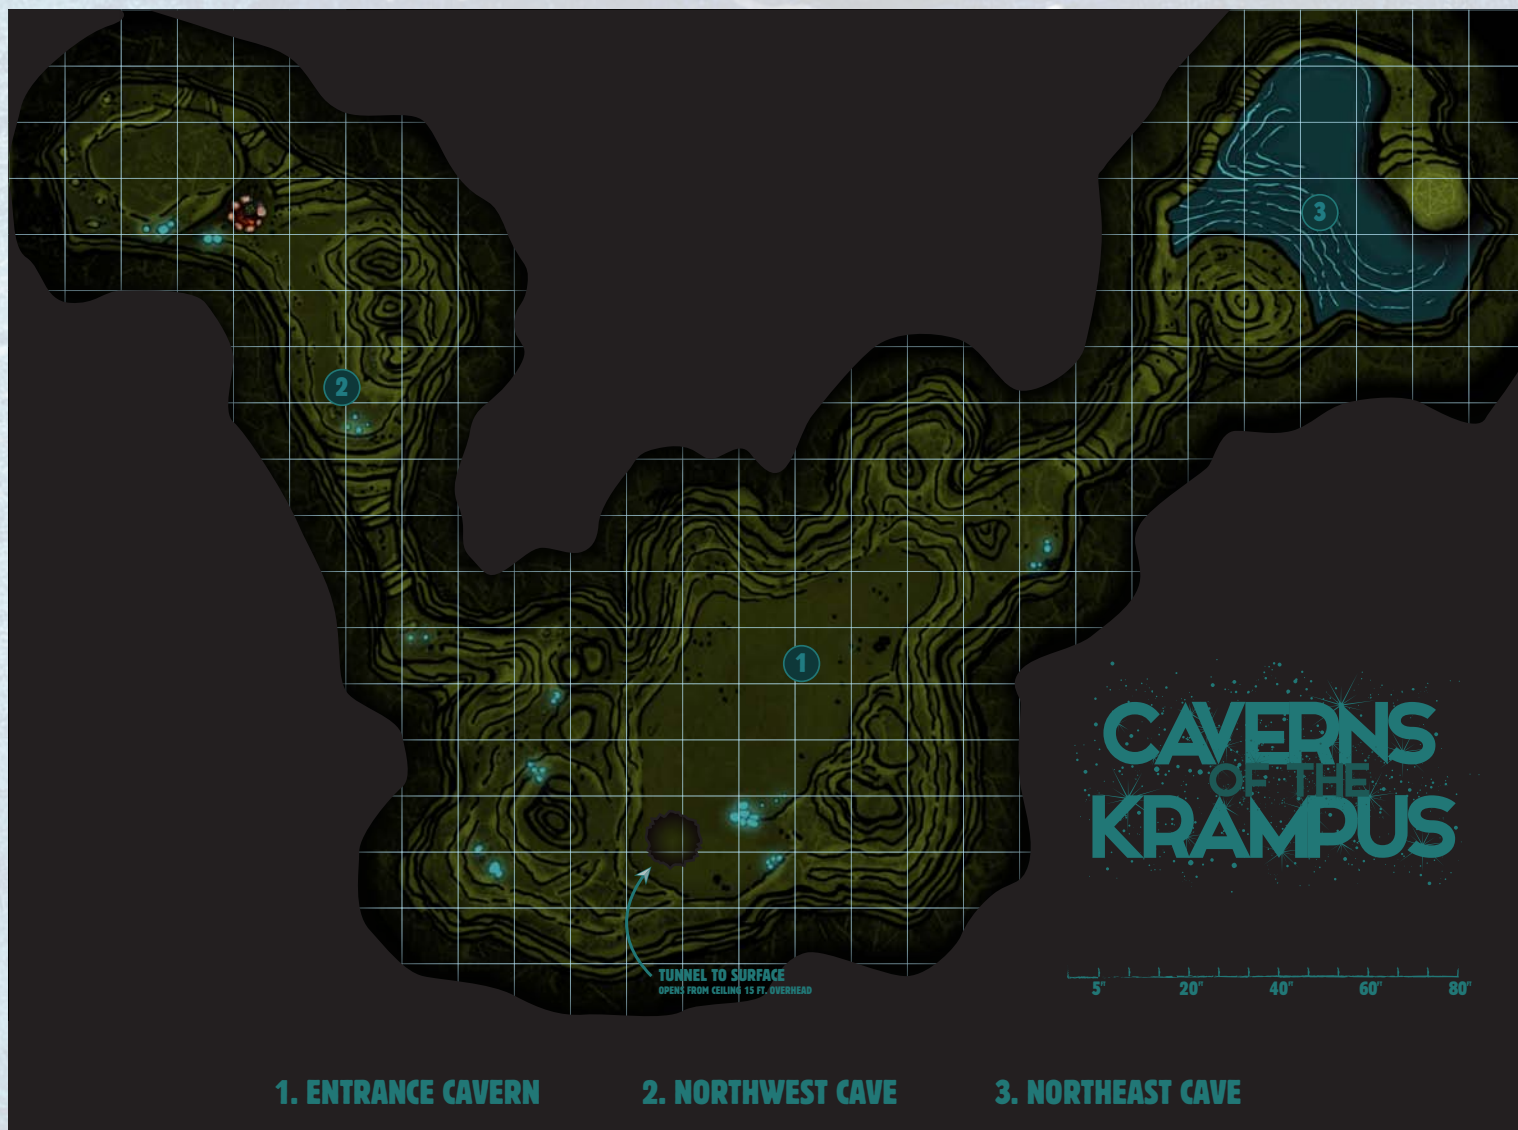 3
2
1
CAVERNS
OF THE
KRAMPUS
TUNNEL TO SURFACE
OPENS FROM CEILING 15 FT. OVERHEAD
5" 20" 40" 60" 80"
1. ENTRANCE CAVERN 2. NORTHWEST CAVE 3. NORTHEAST CAVE